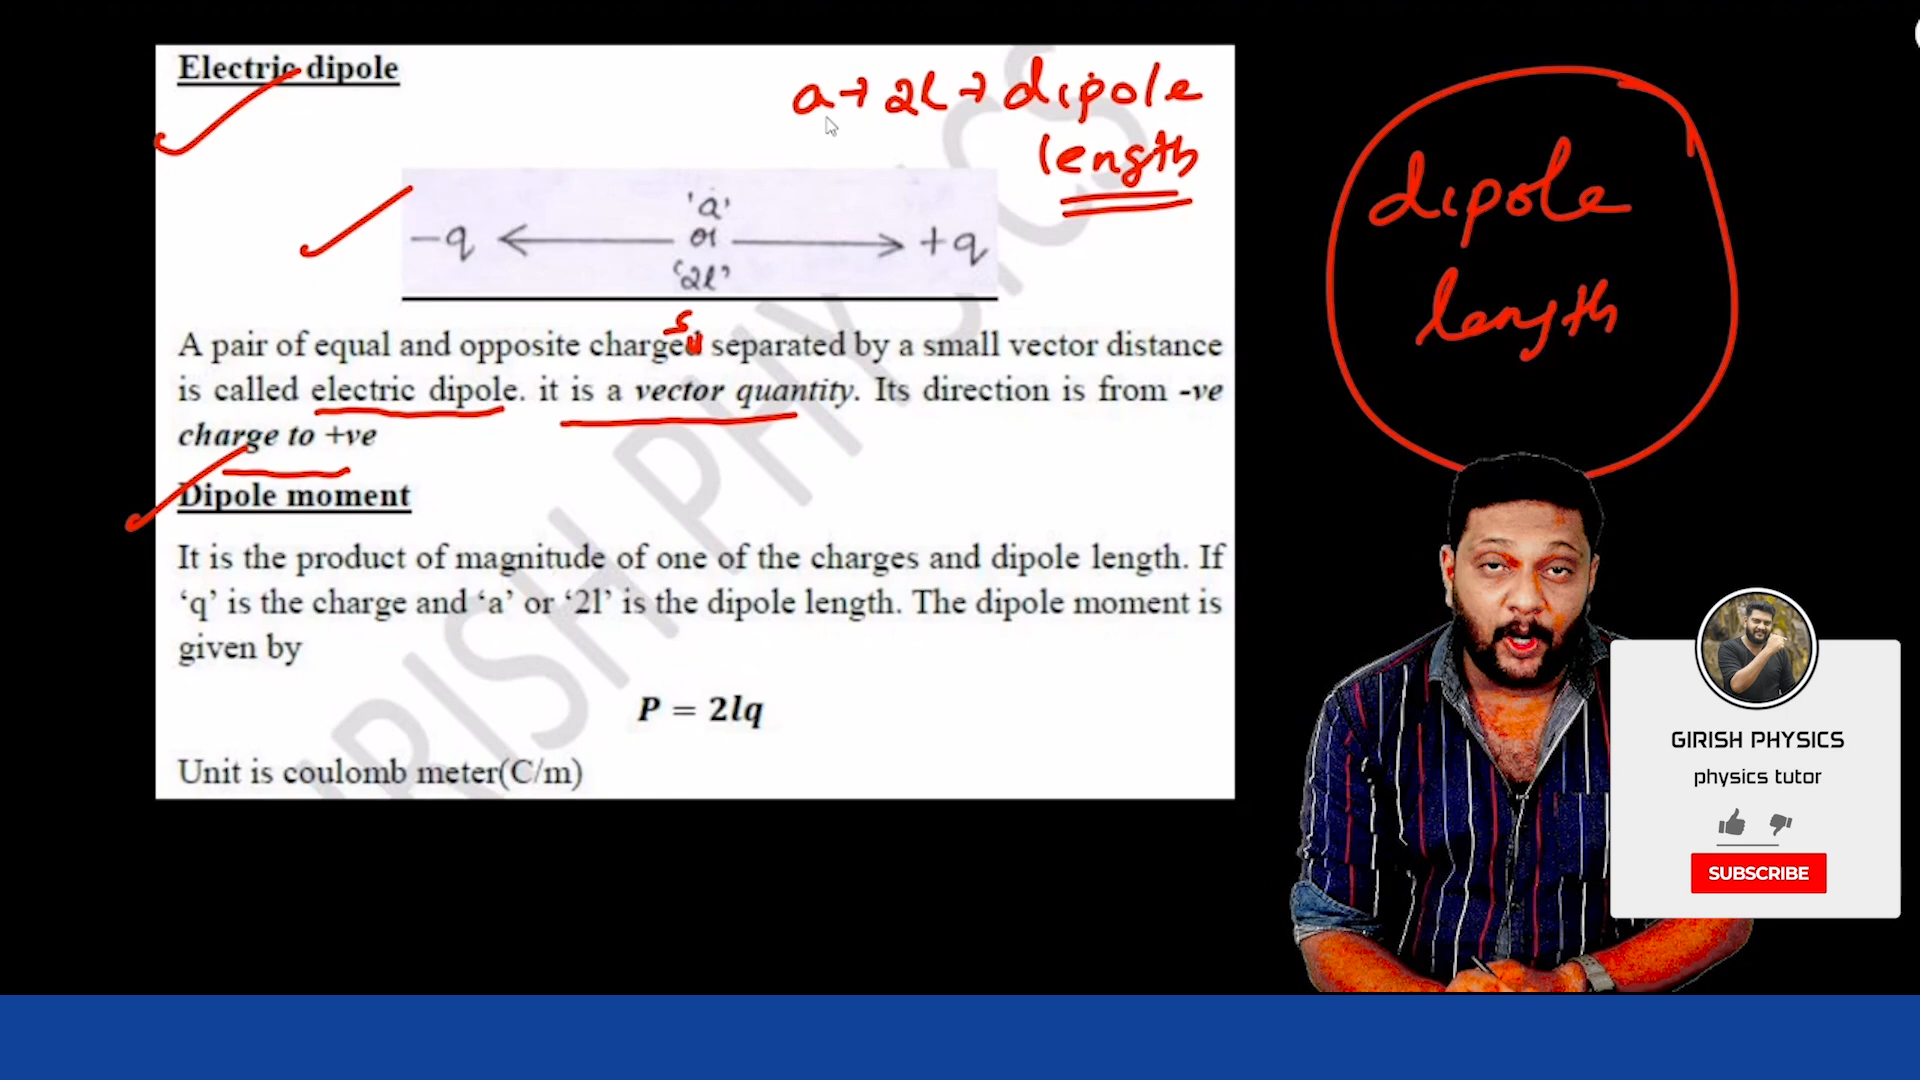 Electric dipole
a → 2l → dipole
length
-q
'a'
or
'2l'
+q
s
A pair of equal and opposite charged separated by a small vector distance
is called electric dipole. it is a vector quantity. Its direction is from -ve
charge to +ve
Dipole moment
It is the product of magnitude of one of the charges and dipole length. If
‘q’ is the charge and ‘a’ or ‘2l’ is the dipole length. The dipole moment is
given by
P = 2lq
Unit is coulomb meter(C/m)
dipole
length
GIRISH PHYSICS
physics tutor
SUBSCRIBE
IRISH PHYSICS